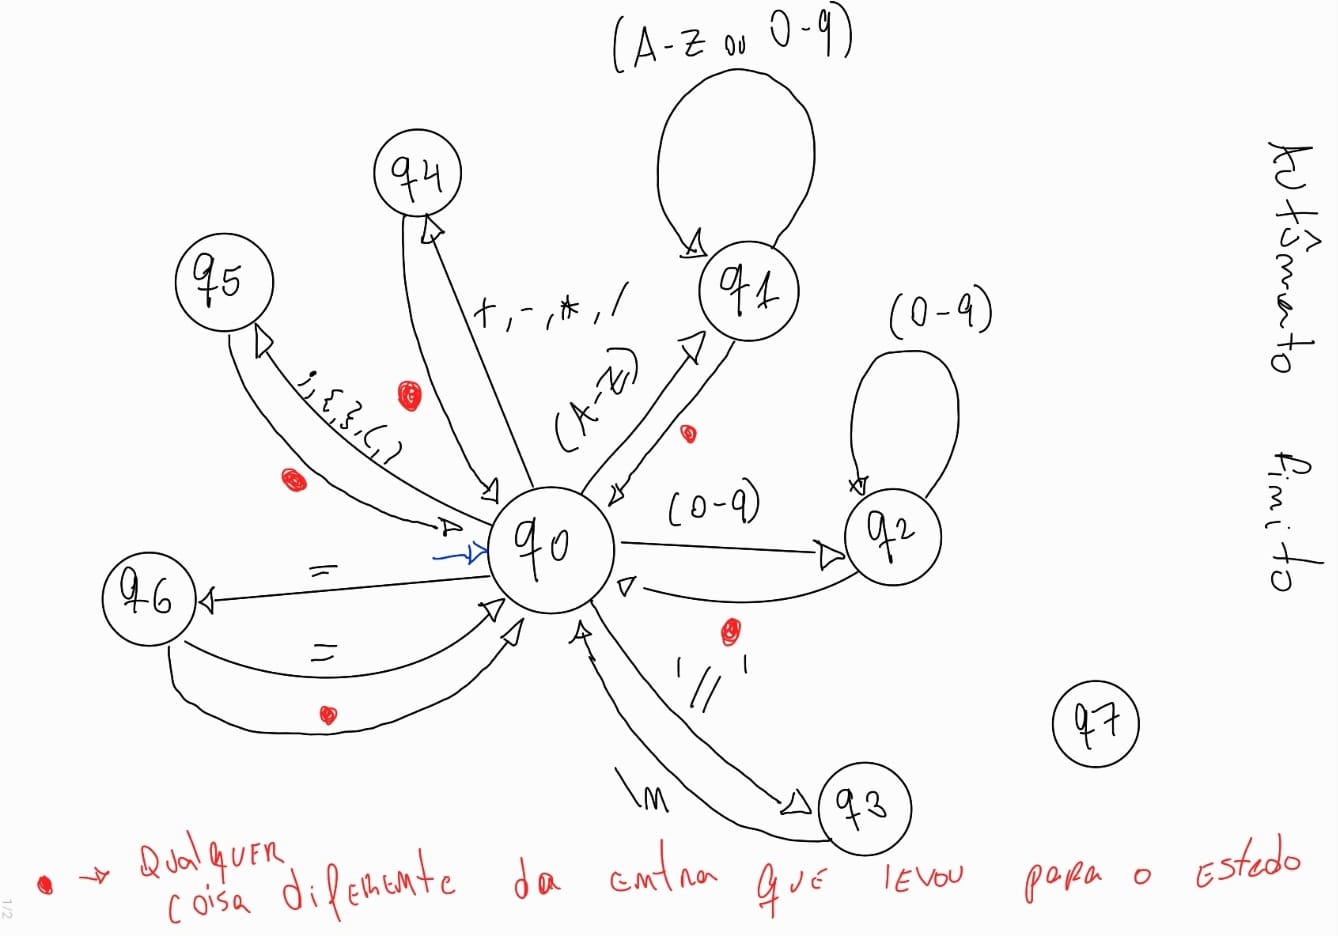 (A-Z ou 0-9)
q4
q5
q1
+,-,*,/
(0-9)
(A-Z)
;,{,},(,)
(0-9)
q0
q2
=
q6
=
'//'
q7
\n
q3
Autômato finito
• → Qualquer
coisa diferente da entra que levou para o estado
1/2